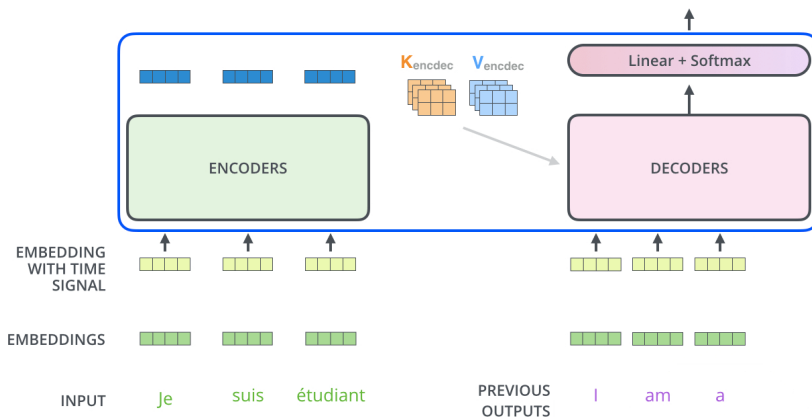 Kencdec
Vencdec
Linear + Softmax
ENCODERS
DECODERS
EMBEDDING
WITH TIME
SIGNAL
EMBEDDINGS
INPUT
Je
suis
étudiant
PREVIOUS
OUTPUTS
I
am
a